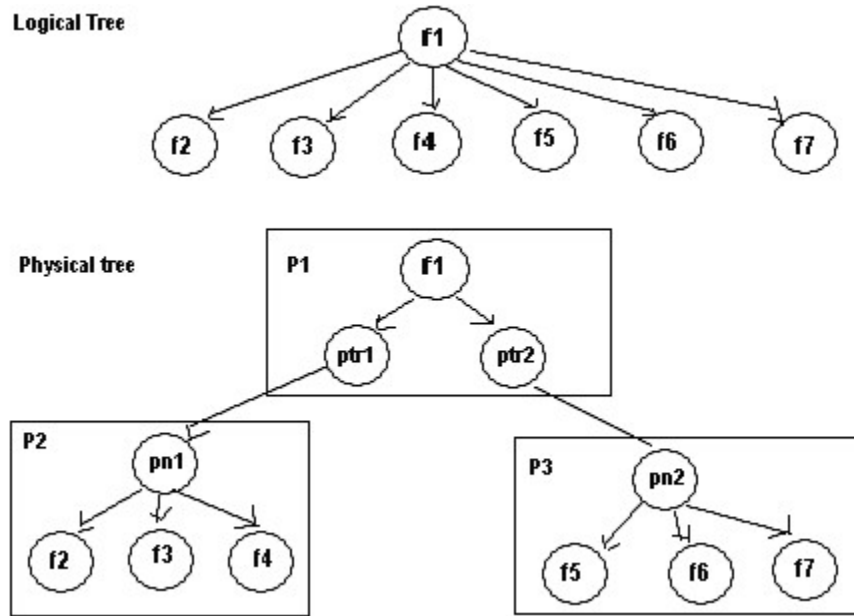 Logical Tree
f1
f2 f3 f4 f5 f6 f7
Physical tree
P1
f1
ptr1 ptr2
P2
pn1
f2 f3 f4
P3
pn2
f5 f6 f7